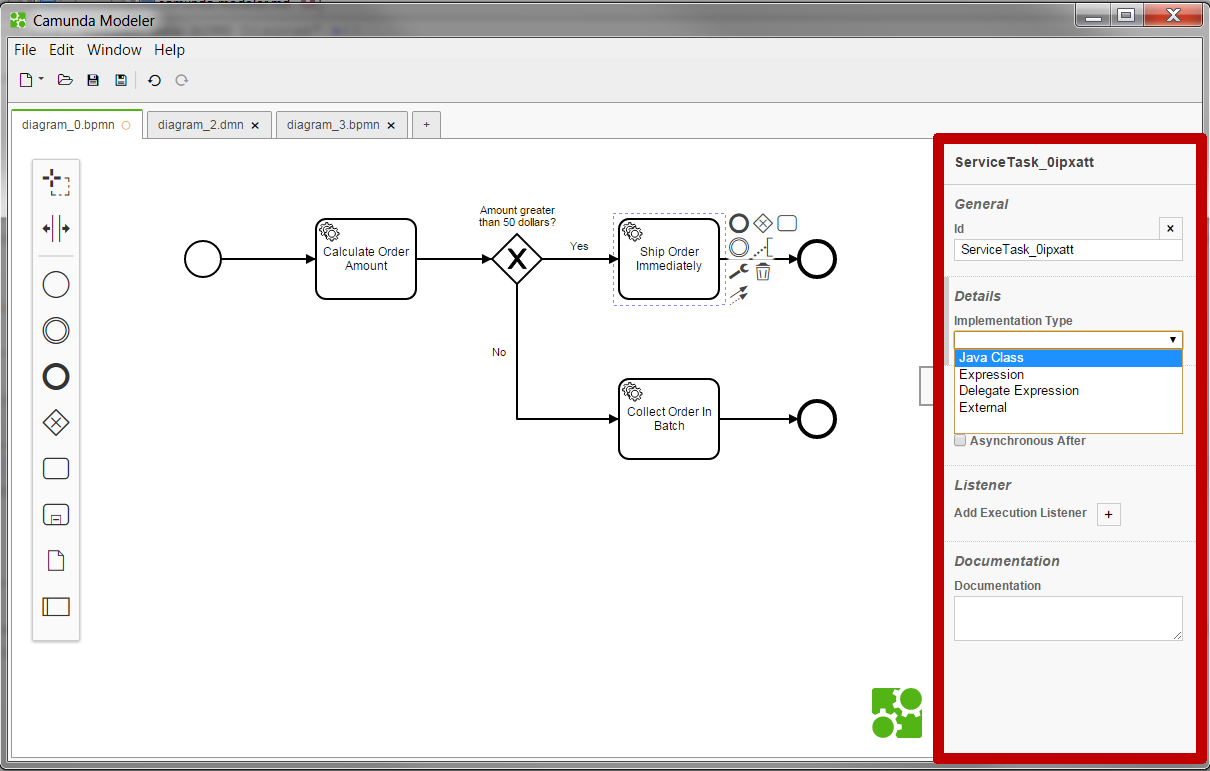 Camunda Modeler
File Edit Window Help
diagram_0.bpmn
diagram_2.dmn ×
diagram_3.bpmn ×
+
Amount greater
than 50 dollars?
Calculate Order
Amount
Yes
Ship Order
Immediately
No
Collect Order In
Batch
ServiceTask_0ipxatt
General
Id
×
ServiceTask_0ipxatt
Details
Implementation Type
Java Class
Expression
Delegate Expression
External
Asynchronous After
Listener
Add Execution Listener +
Documentation
Documentation